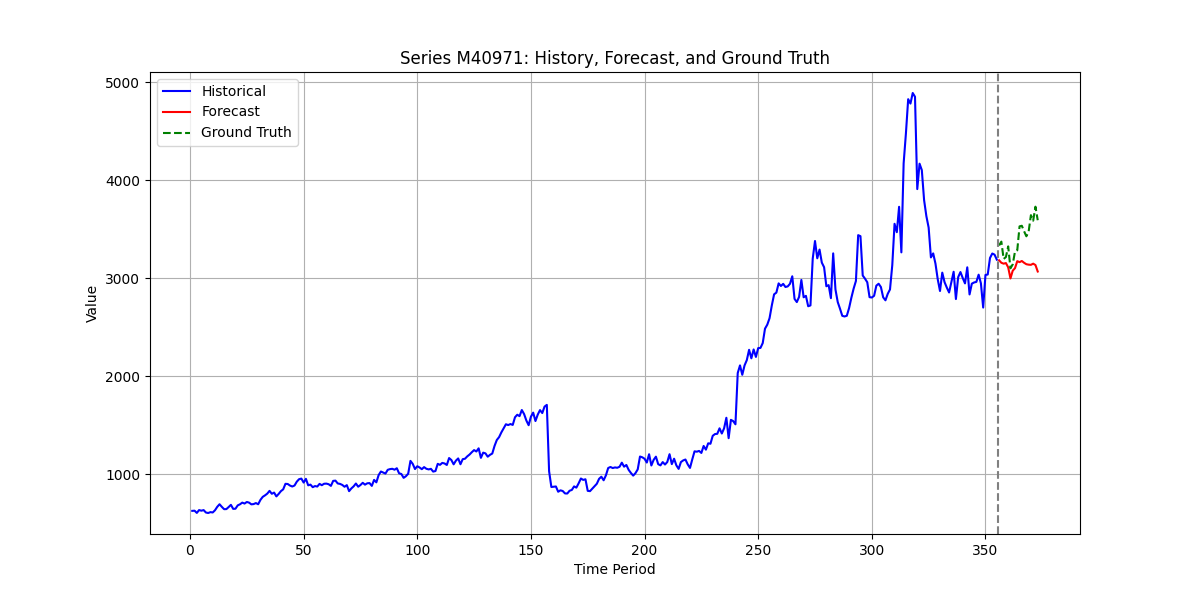 Series M40971: History, Forecast, and Ground Truth
Historical
Forecast
Ground Truth
5000
4000
3000
2000
1000
Value
0 50 100 150 200 250 300 350
Time Period